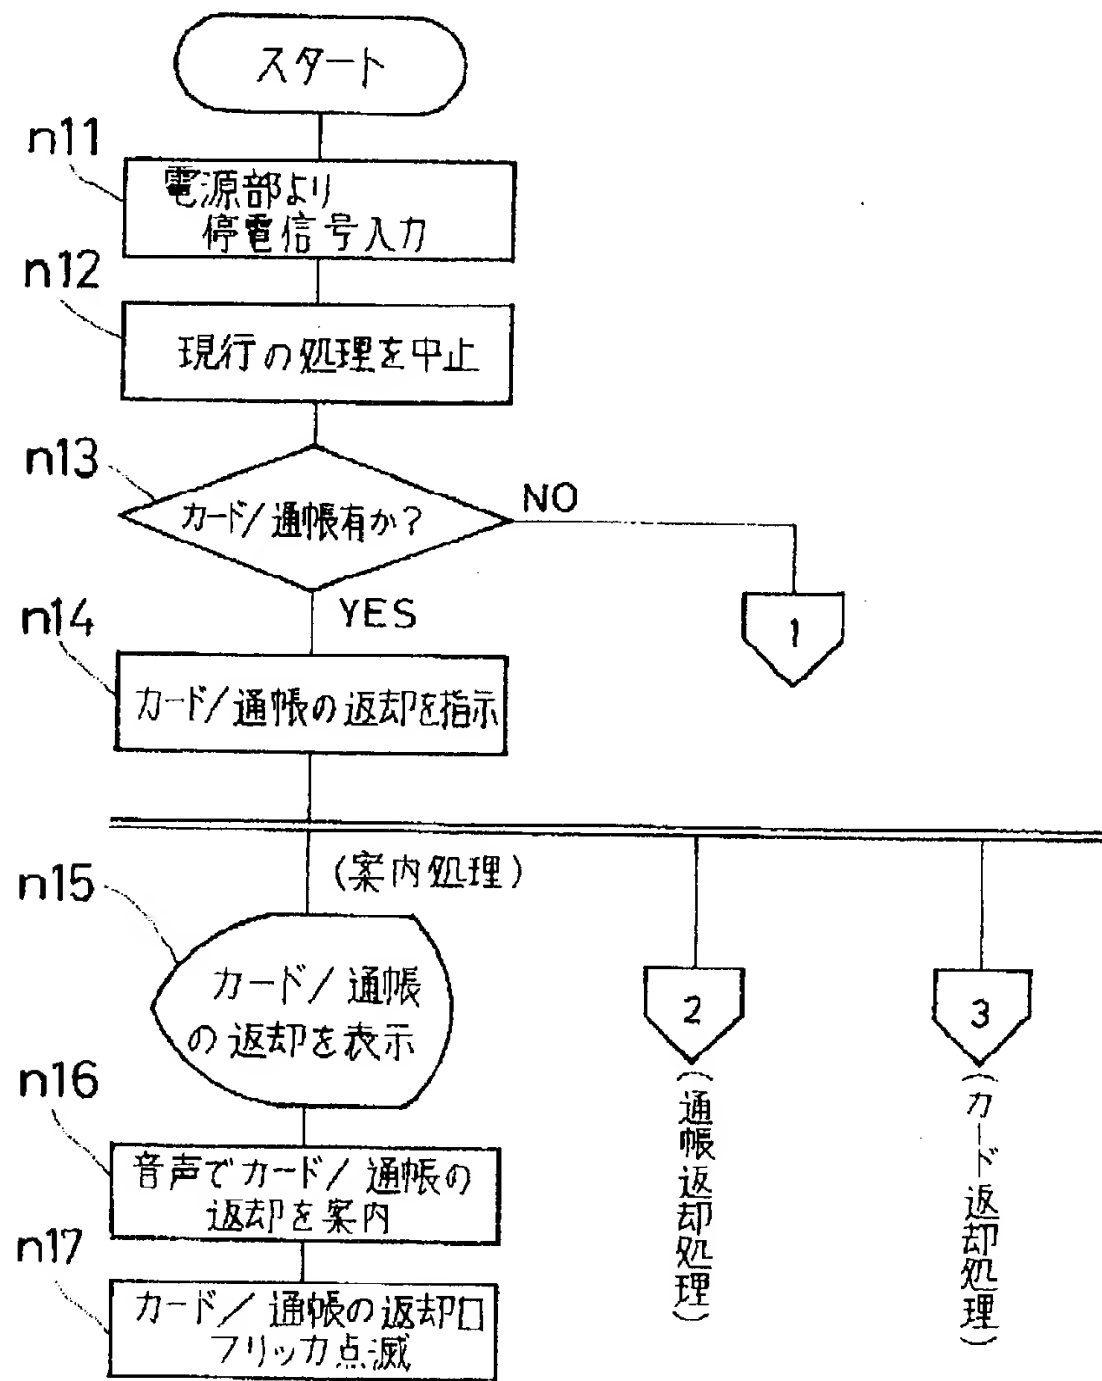 スタート
n11
電源部より
停電信号入力
n12
現行の処理を中止
n13
カード/通帳有か?
NO
1
YES
n14
カード/通帳の返却を指示
(案内処理)
n15
カード/通帳
の返却を表示
2
(通帳返却処理)
3
(カード返却処理)
n16
音声でカード/通帳の
返却を案内
n17
カード/通帳の返却口
フリッカ点滅